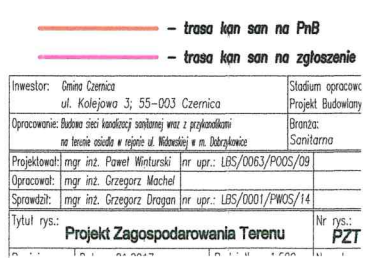 – trasa kan san na PnB
– trasa kan san na zgłoszenie
Inwestor: Gmina Czernica Stadium opracowo
ul. Kolejowa 3; 55-003 Czernica Projekt Budowlany
Opracowanie: Budowa sieci kanalizacji sanitarnej wraz z przykanalikami Branża:
na terenie osiedla w rejonie ul. Widawskiej w m. Dobrzykowice Sanitarna
Projektował: mgr inż. Paweł Winturski nr upr.: LBS/0063/POOS/09
Opracował: mgr inż. Grzegorz Machel
Sprawdził: mgr inż. Grzegorz Dragan nr upr.: LBS/0001/PWOS/14
Tytuł rys.: Nr rys.:
Projekt Zagospodarowania Terenu PZT